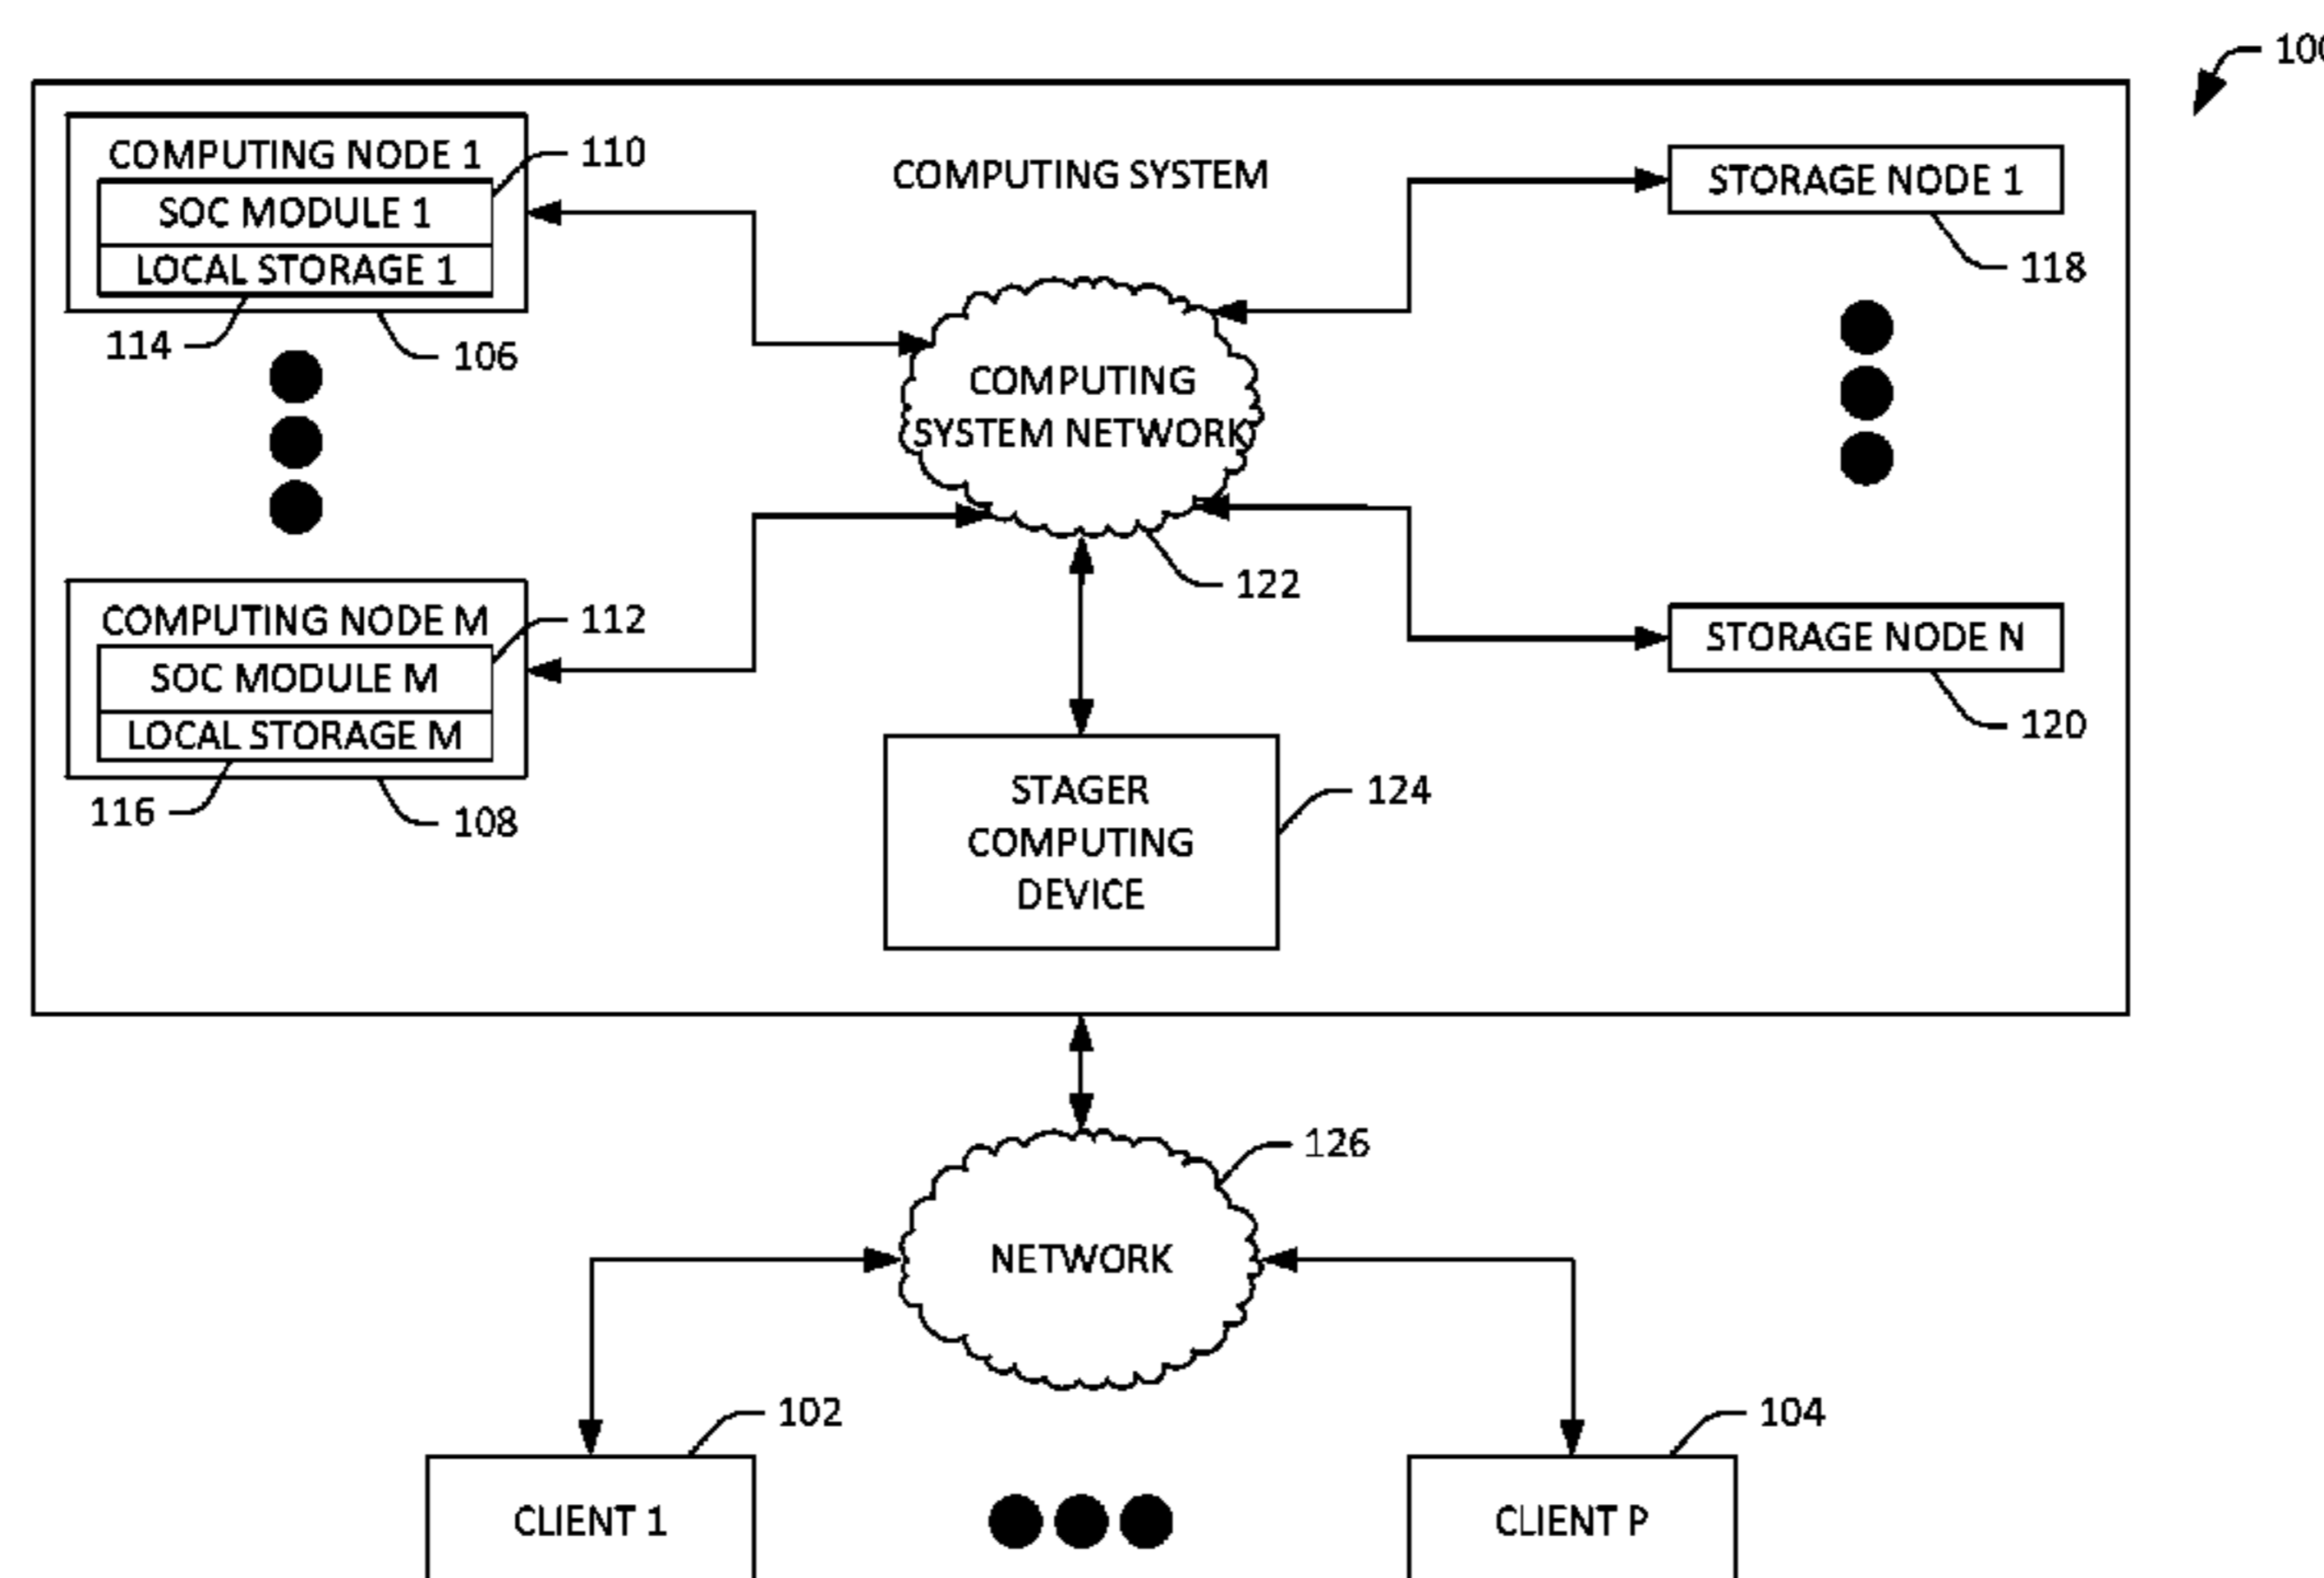 100
COMPUTING NODE 1
110
SOC MODULE 1
LOCAL STORAGE 1
114
106
COMPUTING SYSTEM
STORAGE NODE 1
118
COMPUTING
SYSTEM NETWORK
122
COMPUTING NODE M
112
SOC MODULE M
LOCAL STORAGE M
116
108
STORAGE NODE N
120
STAGER
COMPUTING
DEVICE
124
126
NETWORK
102
CLIENT 1
104
CLIENT P